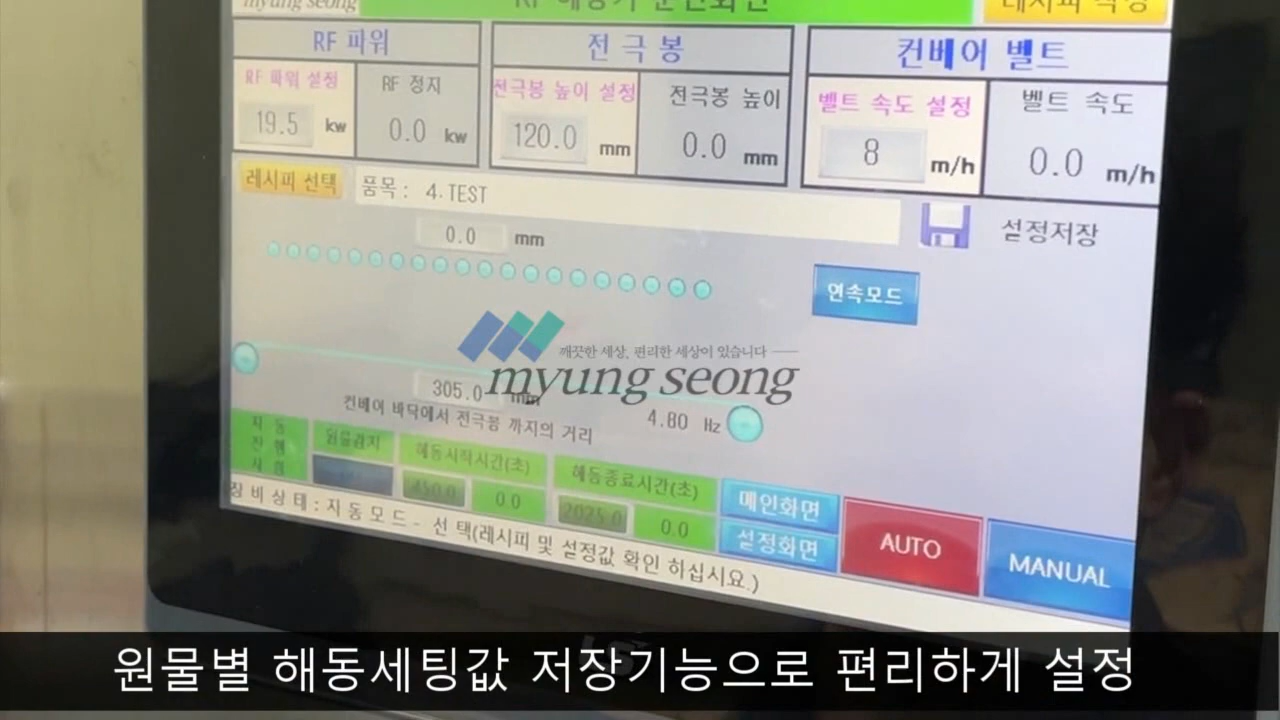 myung seong
RF 해동기 운전화면
레시피 작성
RF 파워
전극봉
컨베어 벨트
RF 파워 설정
RF 정지
전극봉 높이 설정
전극봉 높이
벨트 속도 설정
벨트 속도
19.5 kw
0.0 kw
120.0 mm
0.0 mm
8 m/h
0.0 m/h
레시피 선택
품목 : 4. TEST
설정저장
0.0 mm
연속모드
깨끗한 세상, 편리한 세상이 있습니다
myung seong
305.0 mm
4.80 Hz
컨베어 바닥에서 전극봉 까지의 거리
자동
진행
사항
원물감지
해동시작시간(초)
해동종료시간(초)
450.0
0.0
2025.0
0.0
메인화면
설정화면
AUTO
MANUAL
장비상태 : 자동모드 - 선택(레시피 및 설정값 확인 하십시요.)
원물별 해동세팅값 저장기능으로 편리하게 설정